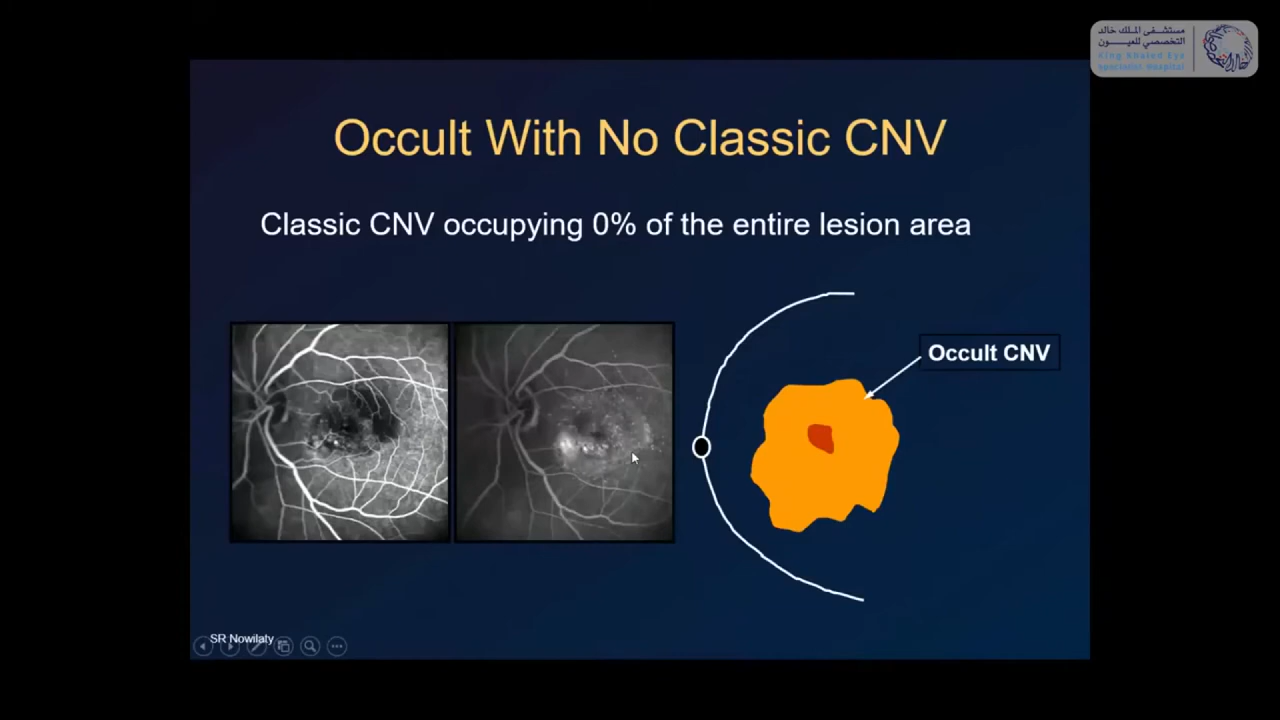 مستشفى الملك خالد
التخصصي للعيون
King Khaled Eye
Specialist Hospital
Occult With No Classic CNV
Classic CNV occupying 0% of the entire lesion area
Occult CNV
SR Nowilaty